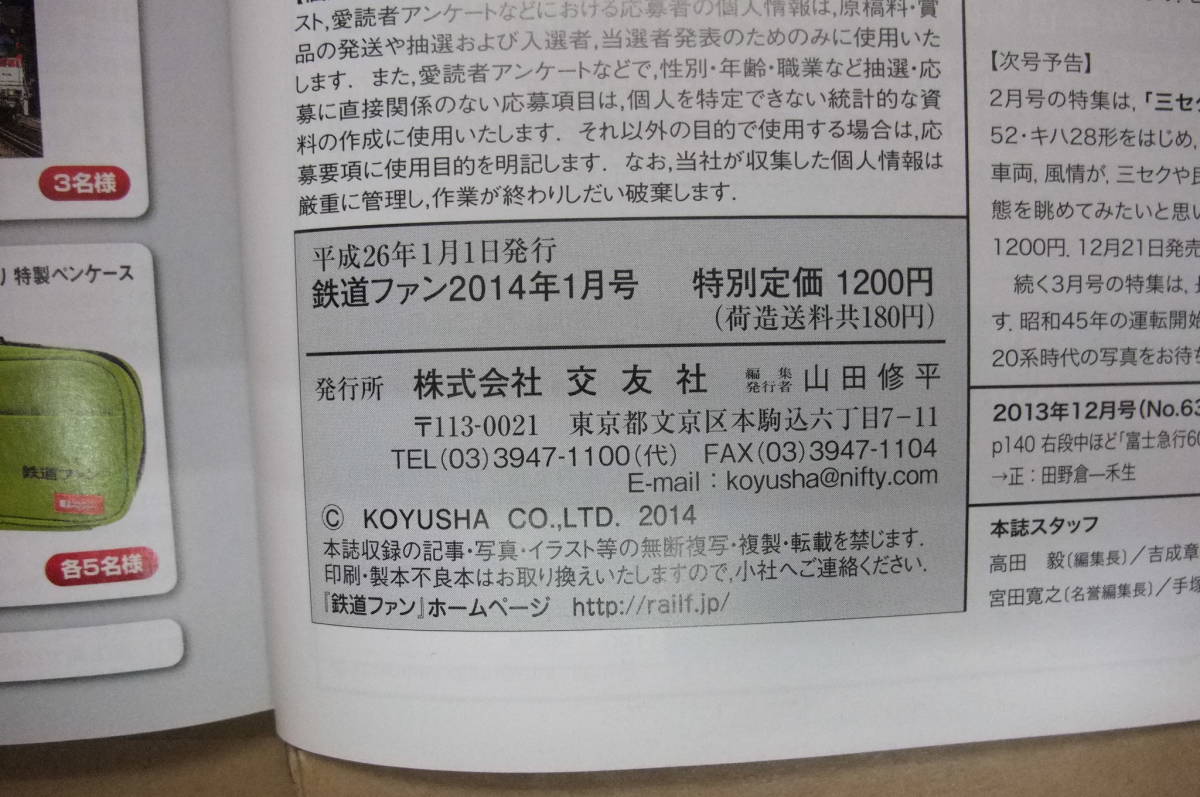 3名様
り 特製ペンケース
鉄道ファン
各5名様
スト,愛読者アンケートなどにおける応募者の個人情報は,原稿料・賞
品の発送や抽選および入選者,当選者発表のためのみに使用いた
します. また,愛読者アンケートなどで,性別・年齢・職業など抽選・応
募に直接関係のない応募項目は,個人を特定できない統計的な資
料の作成に使用いたします. それ以外の目的で使用する場合は,応
募要項に使用目的を明記します. なお,当社が収集した個人情報は
厳重に管理し,作業が終わりしだい破棄します.
平成26年1月1日発行
鉄道ファン2014年1月号 特別定価 1200円
(荷造送料共180円)
発行所 株式会社 交友社 編集発行者 山田修平
〒113-0021 東京都文京区本駒込六丁目7-11
TEL(03)3947-1100(代) FAX(03)3947-1104
E-mail:koyusha@nifty.com
© KOYUSHA CO.,LTD. 2014
本誌収録の記事・写真・イラスト等の無断複写・複製・転載を禁じます.
印刷・製本不良本はお取り換えいたしますので,小社へご連絡ください.
『鉄道ファン』ホームページ http://railf.jp/
【次号予告】
2月号の特集は,「三セク
52・キハ28形をはじめ,
車両,風情が,三セクや
態を眺めてみたいと思い
1200円.12月21日発売
続く3月号の特集は,
す.昭和45年の運転開始
20系時代の写真をお待ち
2013年12月号(No.63
p140 右段中ほど「富士急行60
→正:田野倉一禾生
本誌スタッフ
高田 毅〔編集長〕/吉成章
宮田寛之〔名誉編集長〕/手塚